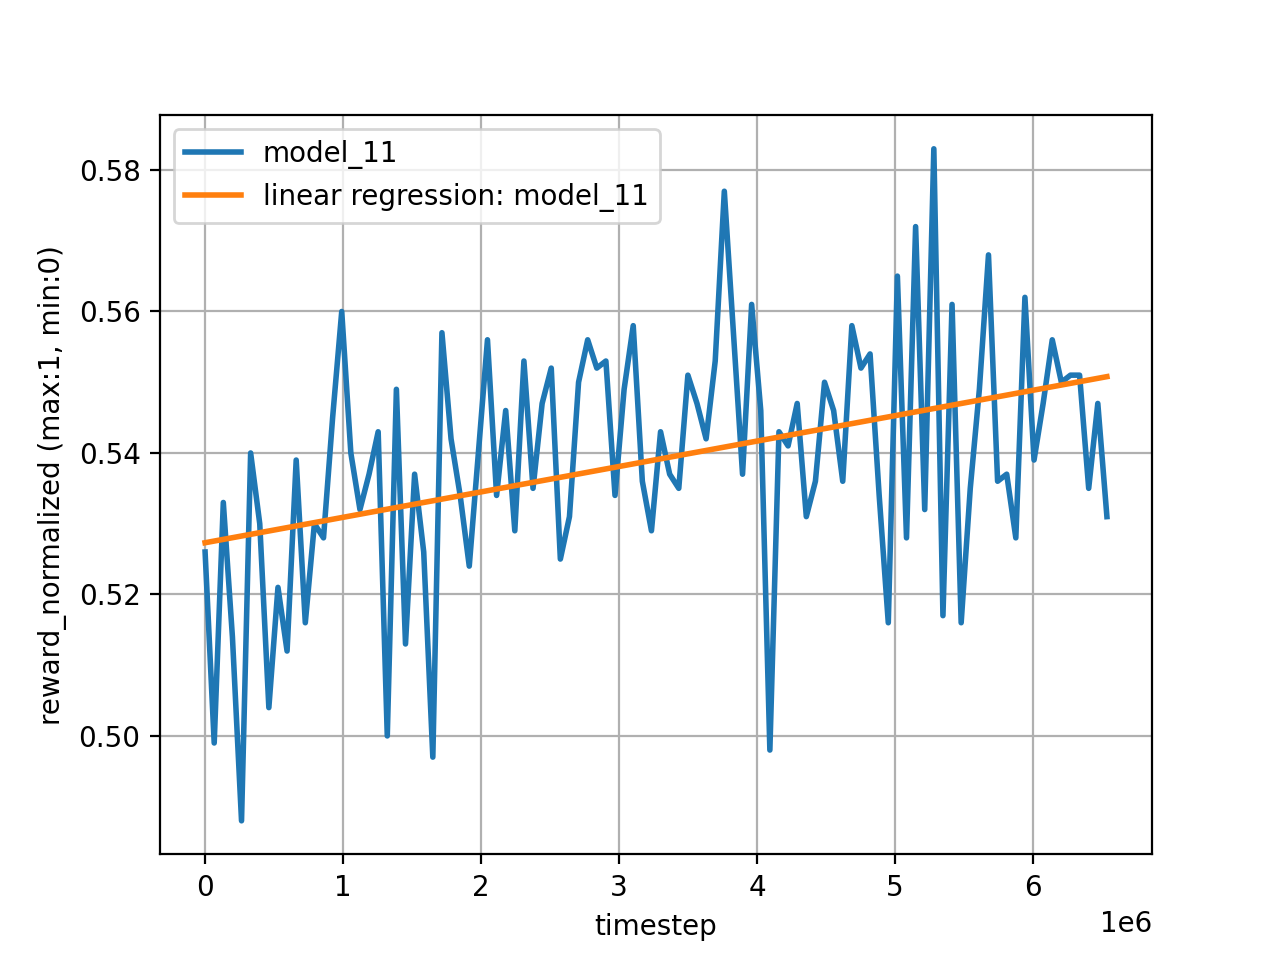 model_11
linear regression: model_11
0.58
0.56
0.54
0.52
0.50
reward_normalized (max:1, min:0)
0 1 2 3 4 5 6
1e6
timestep